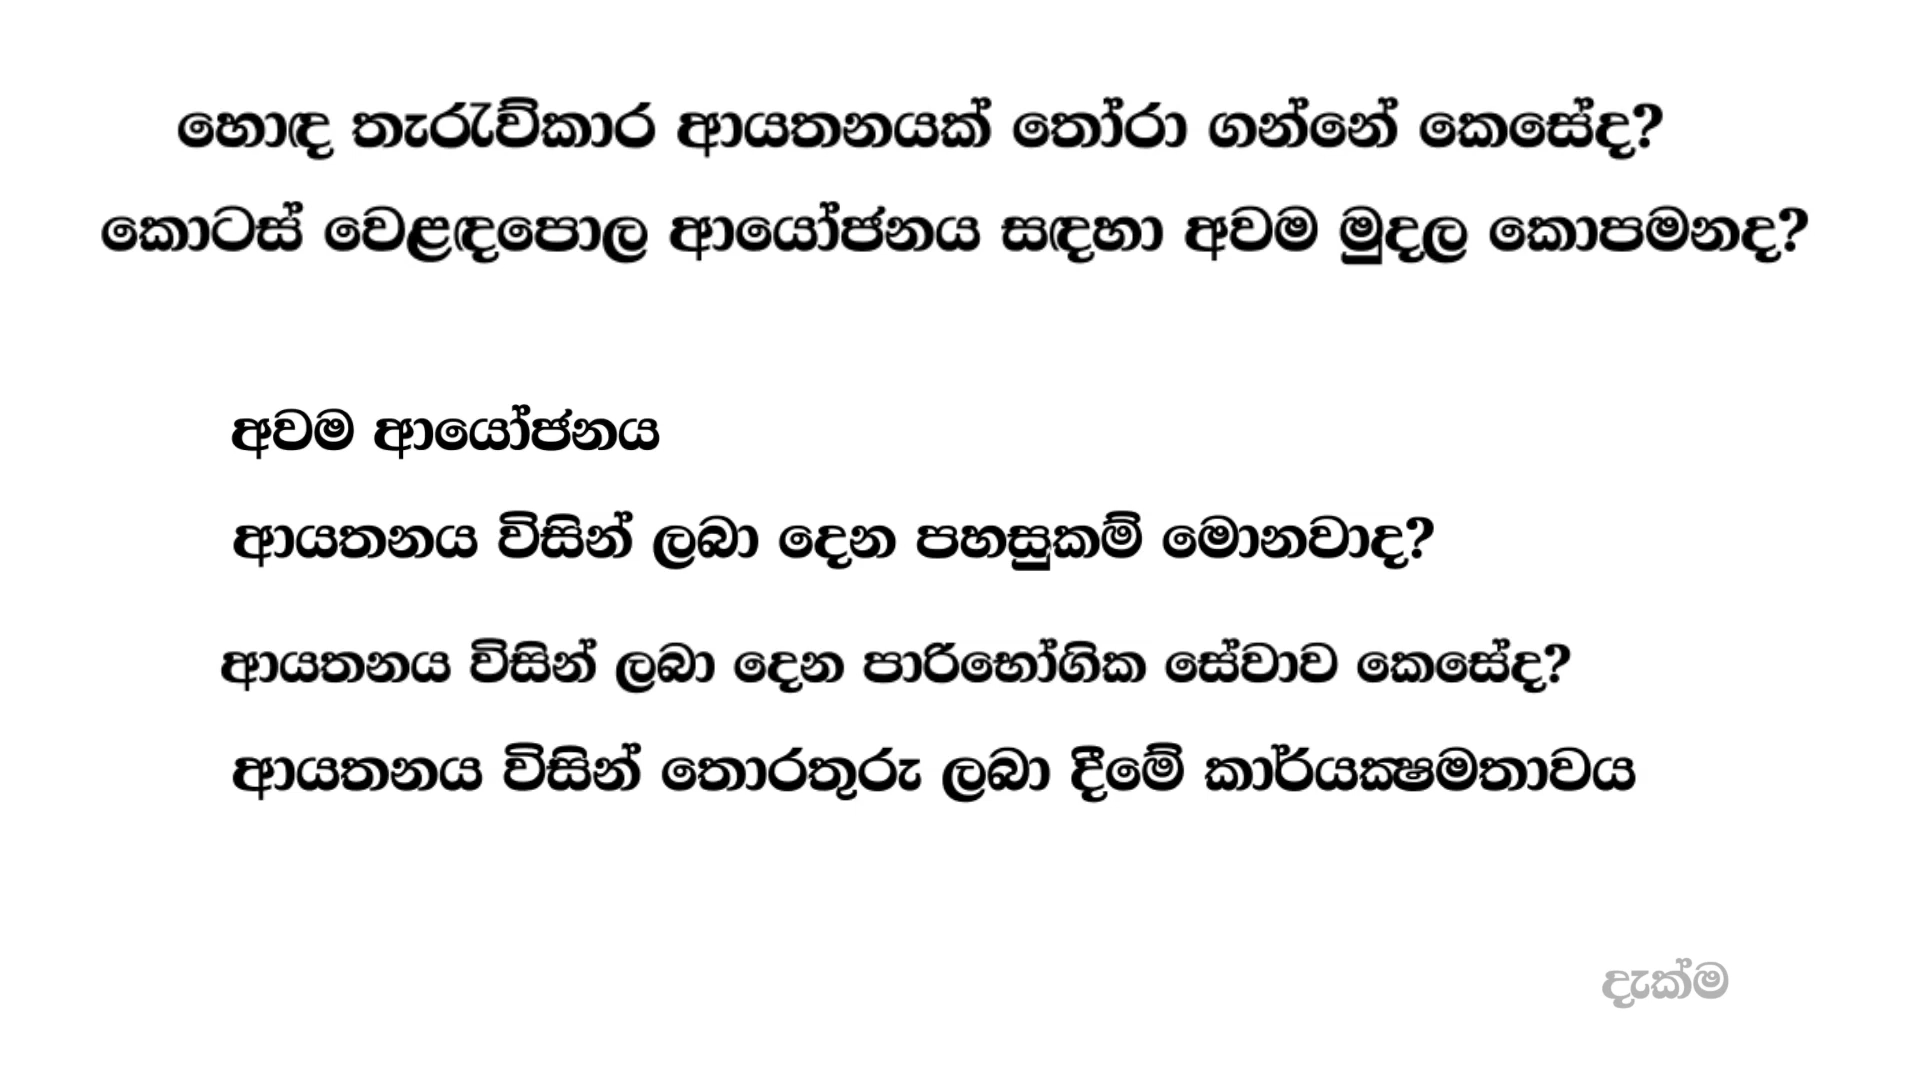 හොඳ තැරැව්කාර ආයතනයක් තෝරා ගන්නේ කෙසේද?
කොටස් වෙළඳපොල ආයෝජනය සඳහා අවම මුදල කොපමනද?
අවම ආයෝජනය
ආයතනය විසින් ලබා දෙන පහසුකම් මොනවාද?
ආයතනය විසින් ලබා දෙන පාරිභෝගික සේවාව කෙසේද?
ආයතනය විසින් තොරතුරු ලබා දීමේ කාර්යක්‍ෂමතාවය
දැක්ම